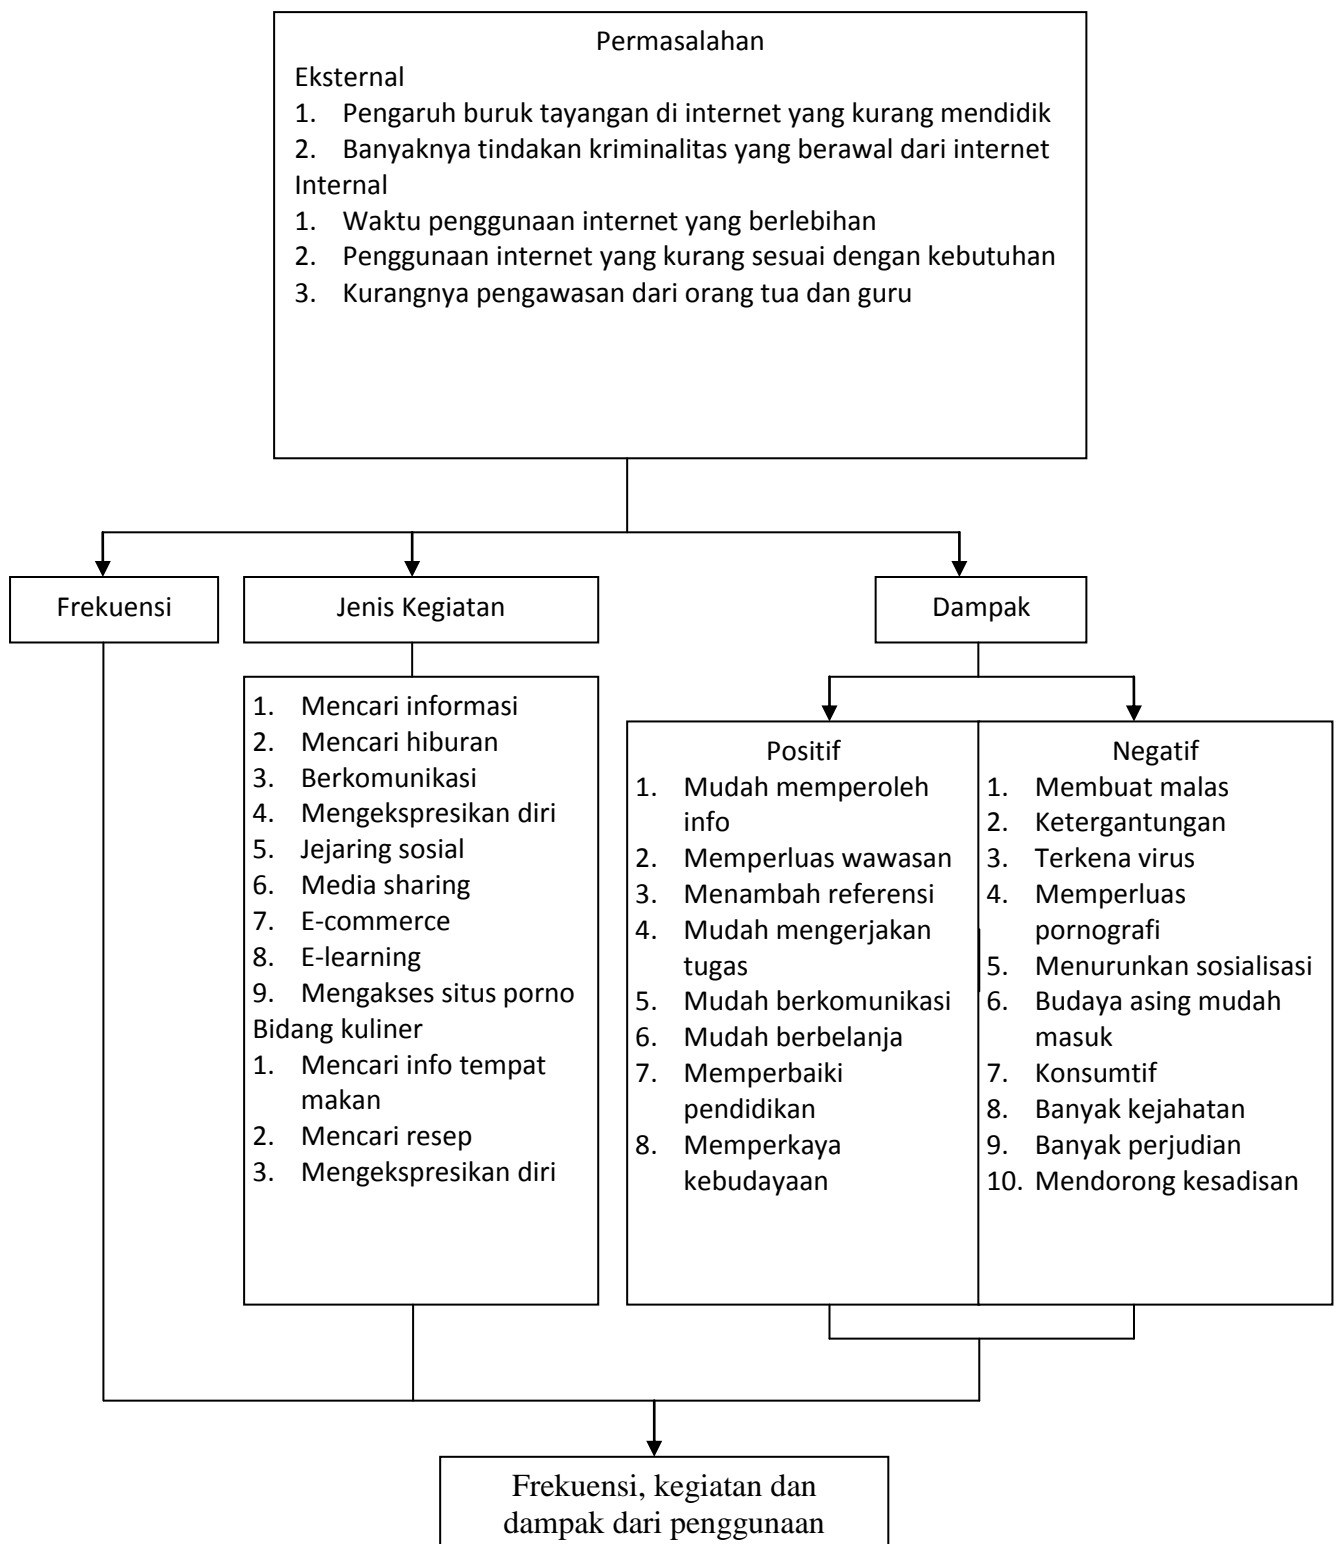 Permasalahan
Eksternal
1. Pengaruh buruk tayangan di internet yang kurang mendidik
2. Banyaknya tindakan kriminalitas yang berawal dari internet
Internal
1. Waktu penggunaan internet yang berlebihan
2. Penggunaan internet yang kurang sesuai dengan kebutuhan
3. Kurangnya pengawasan dari orang tua dan guru
Frekuensi
Jenis Kegiatan
Dampak
1. Mencari informasi
2. Mencari hiburan
3. Berkomunikasi
4. Mengekspresikan diri
5. Jejaring sosial
6. Media sharing
7. E-commerce
8. E-learning
9. Mengakses situs porno
Bidang kuliner
1. Mencari info tempat
makan
2. Mencari resep
3. Mengekspresikan diri
Positif
1. Mudah memperoleh
info
2. Memperluas wawasan
3. Menambah referensi
4. Mudah mengerjakan
tugas
5. Mudah berkomunikasi
6. Mudah berbelanja
7. Memperbaiki
pendidikan
8. Memperkaya
kebudayaan
Negatif
1. Membuat malas
2. Ketergantungan
3. Terkena virus
4. Memperluas
pornografi
5. Menurunkan sosialisasi
6. Budaya asing mudah
masuk
7. Konsumtif
8. Banyak kejahatan
9. Banyak perjudian
10. Mendorong kesadisan
Frekuensi, kegiatan dan
dampak dari penggunaan